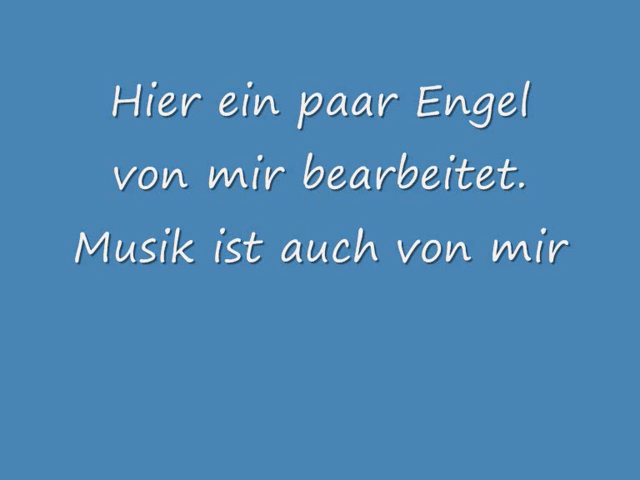 Hier ein paar Engel
von mir bearbeitet.
Musik ist auch von mir